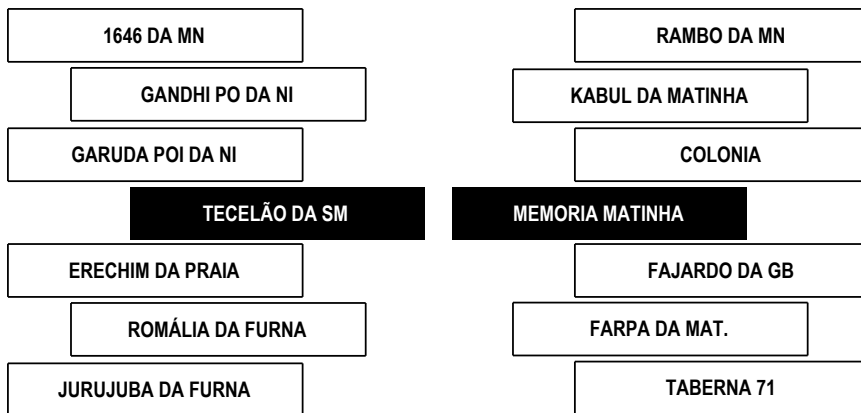 1646 DA MN
RAMBO DA MN
GANDHI PO DA NI
KABUL DA MATINHA
GARUDA POI DA NI
COLONIA
TECELÃO DA SM
MEMORIA MATINHA
ERECHIM DA PRAIA
FAJARDO DA GB
ROMÁLIA DA FURNA
FARPA DA MAT.
JURUJUBA DA FURNA
TABERNA 71